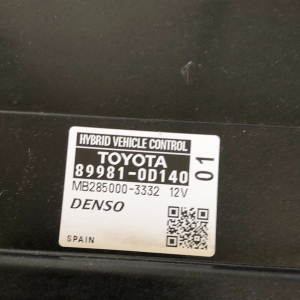 HYBRID VEHICLE CONTROL
TOYOTA
89981-0D140
01
MB285000-3332 12V
DENSO
SPAIN